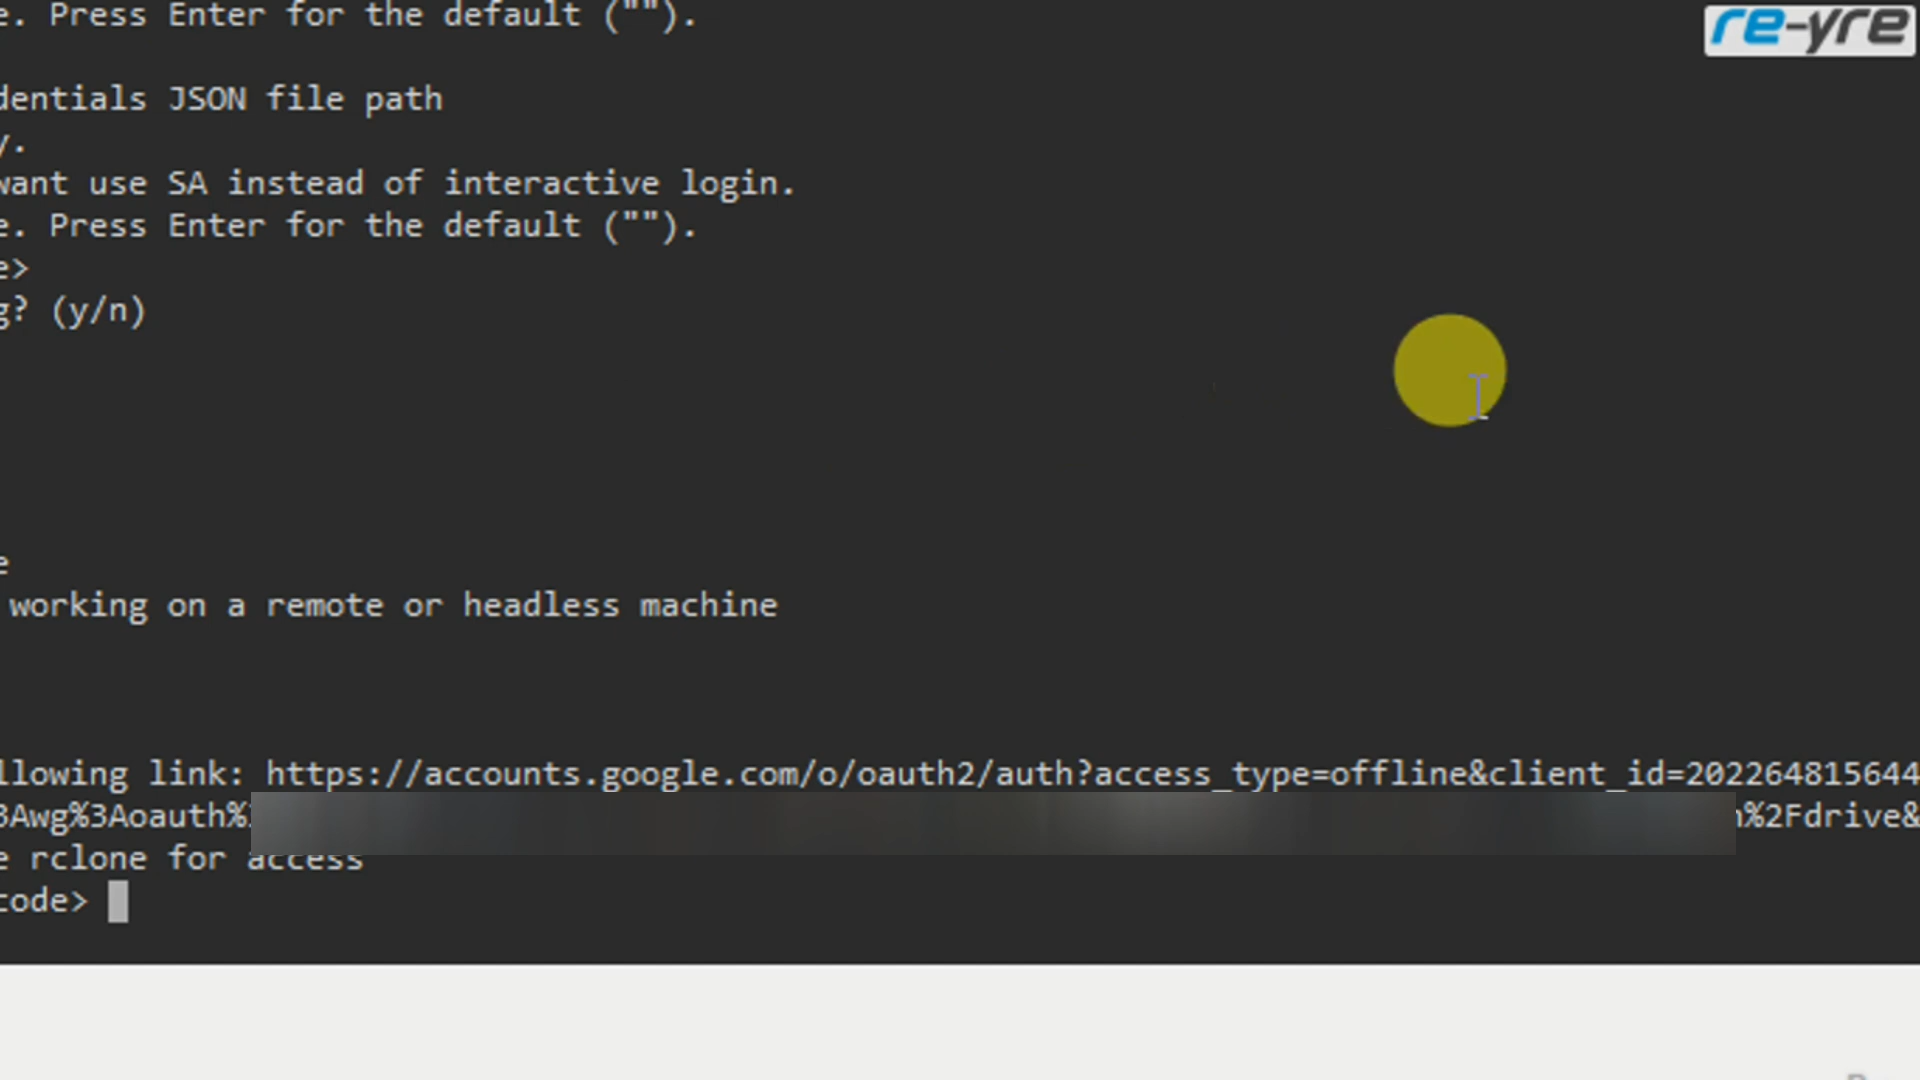 e. Press Enter for the default ("").
re-yre
dentials JSON file path
y.
want use SA instead of interactive login.
e. Press Enter for the default ("").
e>
g? (y/n)
e
working on a remote or headless machine
llowing link: https://accounts.google.com/o/oauth2/auth?access_type=offline&client_id=202264815644
3Awg%3Aoauth%2 %2Fdrive&
e rclone for access
code>